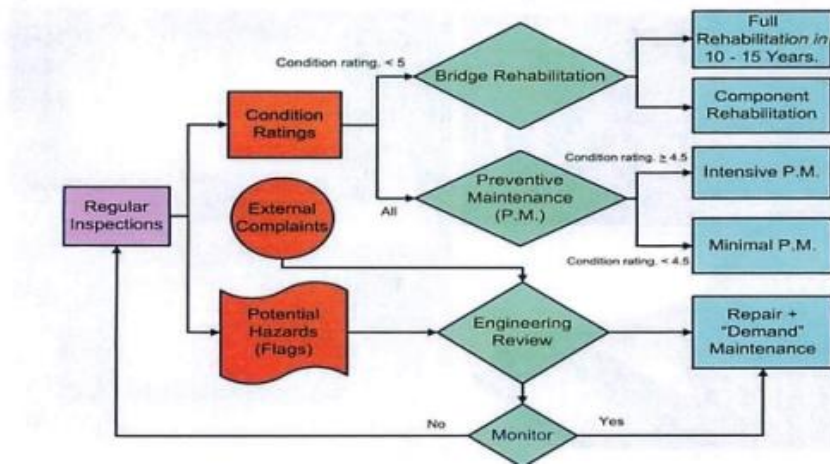 Full
Rehabilitation in
10 - 15 Years.
Condition rating. < 5
Bridge Rehabilitation
Condition
Ratings
Component
Rehabilitation
Condition rating. ≥ 4.5
Preventive
Maintenance
(P.M.)
Intensive P.M.
Regular
Inspections
External
Complaints
All
Minimal P.M.
Condition rating. < 4.5
Potential
Hazards
(Flags)
Engineering
Review
Repair +
"Demand"
Maintenance
No
Monitor
Yes